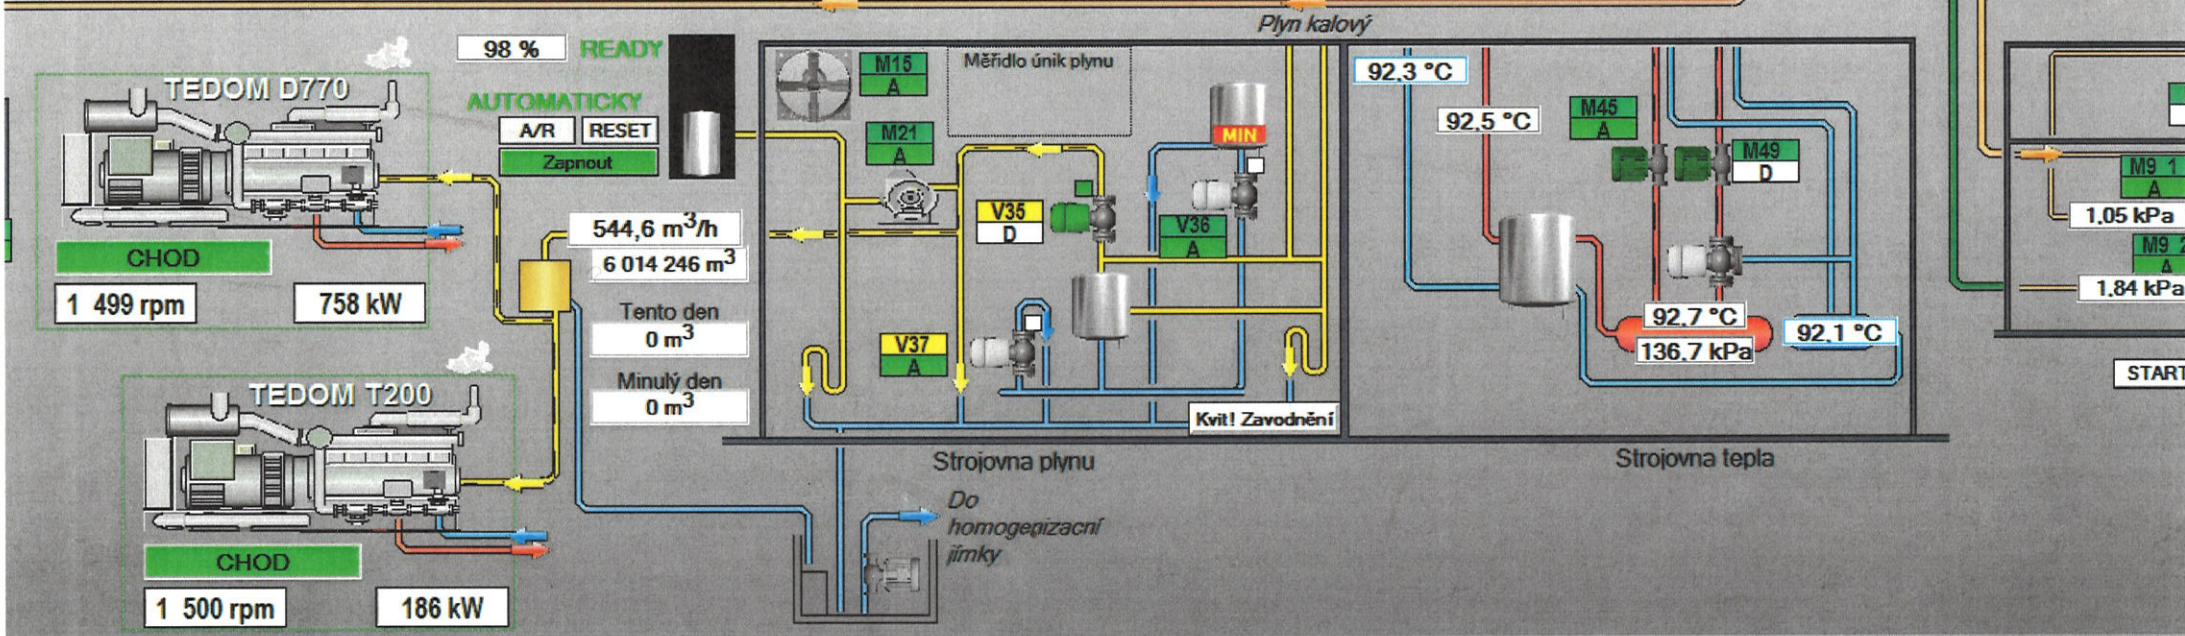 Plyn kalový
TEDOM D770
CHOD
1 499 rpm
758 kW
98 %
READY
AUTOMATICKY
A/R
RESET
Zapnout
544,6 m³/h
6 014 246 m³
Tento den
0 m³
Minulý den
0 m³
TEDOM T200
CHOD
1 500 rpm
186 kW
M15
A
Měřidlo únik plynu
M21
A
MIN
V35
D
V36
A
V37
A
Kvit! Zavodnění
Strojovna plynu
Do
homogenizacní
jímky
92,3 °C
92,5 °C
M45
A
M49
D
92,7 °C
136,7 kPa
92,1 °C
Strojovna tepla
M9 1
A
1,05 kPa
M9 2
A
1,84 kPa
START